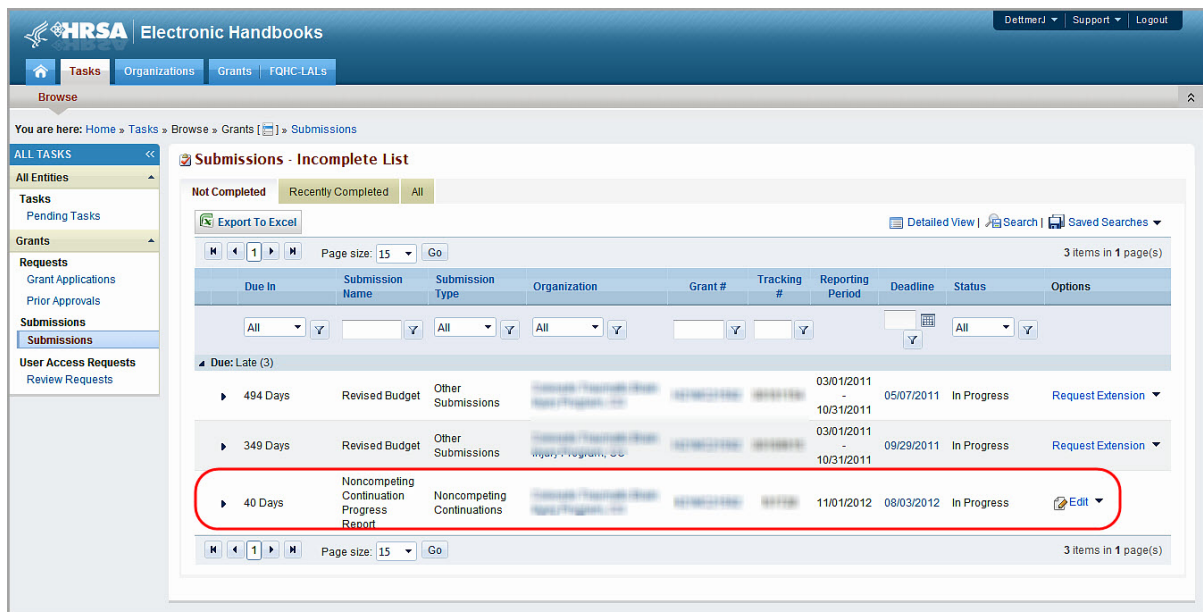 HRSA Electronic Handbooks
DettmerJ Support Logout
Tasks Organizations Grants FQHC-LALs
Browse
You are here: Home » Tasks » Browse » Grants [ ] » Submissions
ALL TASKS <<
All Entities
Tasks
Pending Tasks
Grants
Requests
Grant Applications
Prior Approvals
Submissions
Submissions
User Access Requests
Review Requests
Submissions - Incomplete List
Not Completed Recently Completed All
Export To Excel Detailed View | Search | Saved Searches
1 Page size: 15 Go 3 items in 1 page(s)
Due In Submission Name Submission Type Organization Grant # Tracking # Reporting Period Deadline Status Options
All All All All
Due: Late (3)
494 Days Revised Budget Other Submissions 03/01/2011 - 10/31/2011 05/07/2011 In Progress Request Extension
349 Days Revised Budget Other Submissions 03/01/2011 - 10/31/2011 09/29/2011 In Progress Request Extension
40 Days Noncompeting Continuation Progress Report Noncompeting Continuations 11/01/2012 08/03/2012 In Progress Edit
1 Page size: 15 Go 3 items in 1 page(s)